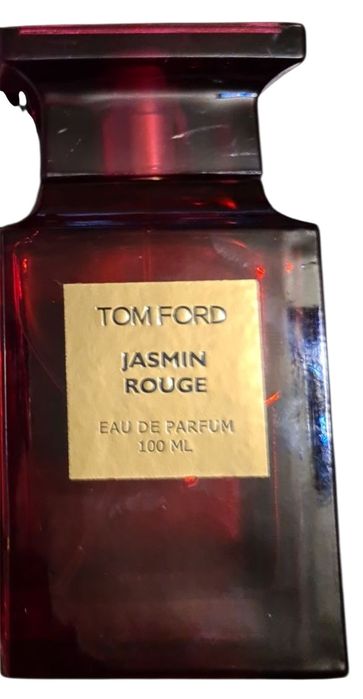 TOM FORD
JASMIN
ROUGE
EAU DE PARFUM
100 ML